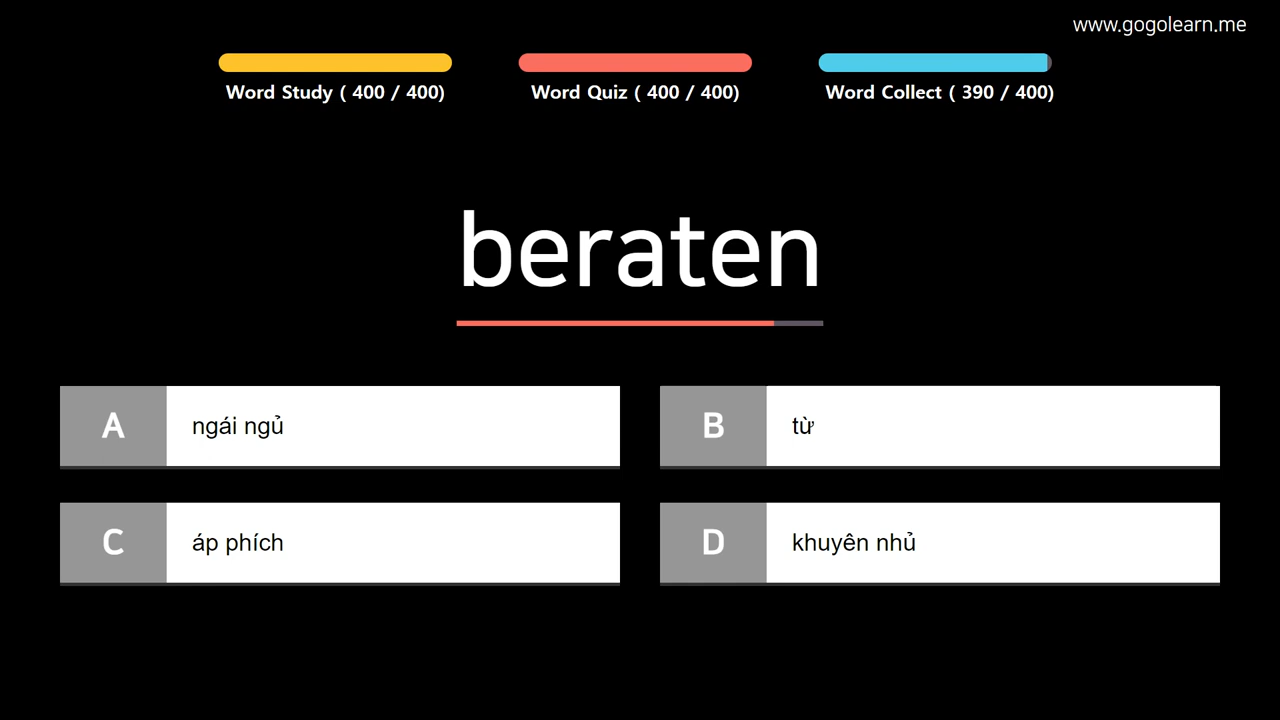 www.gogolearn.me
Word Study ( 400 / 400)
Word Quiz ( 400 / 400)
Word Collect ( 390 / 400)
beraten
A ngái ngủ
B từ
C áp phích
D khuyên nhủ